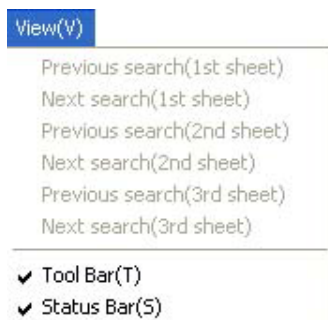 View(V)
Previous search(1st sheet)
Next search(1st sheet)
Previous search(2nd sheet)
Next search(2nd sheet)
Previous search(3rd sheet)
Next search(3rd sheet)
Tool Bar(T)
Status Bar(S)